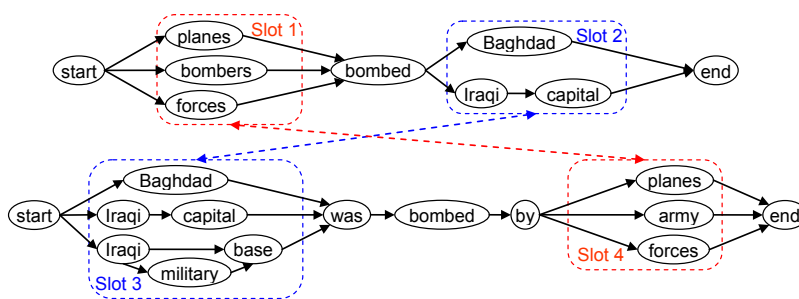 planes Slot 1
Baghdad Slot 2
start bombers bombed end
Iraqi capital
forces
Baghdad planes
start Iraqi capital was bombed by army end
Iraqi base forces
military
Slot 3 Slot 4